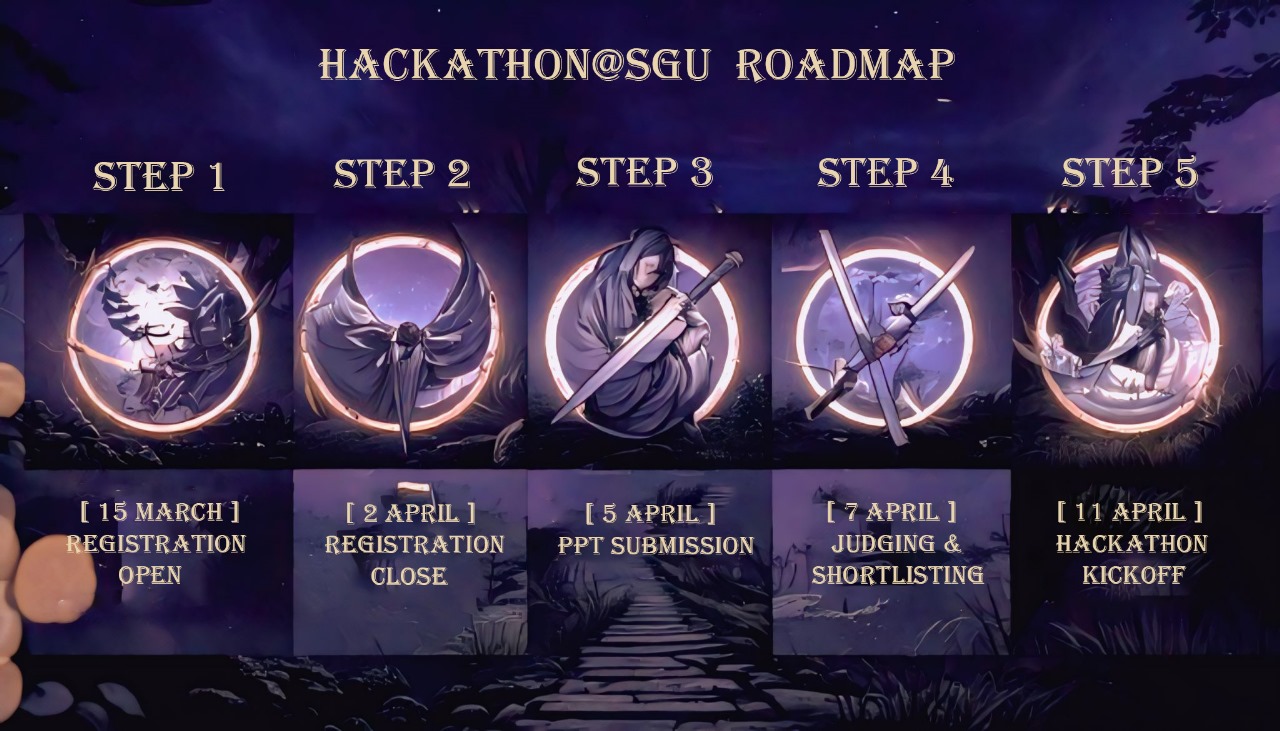 HACKATHON@SGU ROADMAP
STEP 1
STEP 2
STEP 3
STEP 4
STEP 5
[ 15 MARCH ]
REGISTRATION
OPEN
[ 2 APRIL ]
REGISTRATION
CLOSE
[ 5 APRIL ]
PPT SUBMISSION
[ 7 APRIL ]
JUDGING &
SHORTLISTING
[ 11 APRIL ]
HACKATHON
KICKOFF